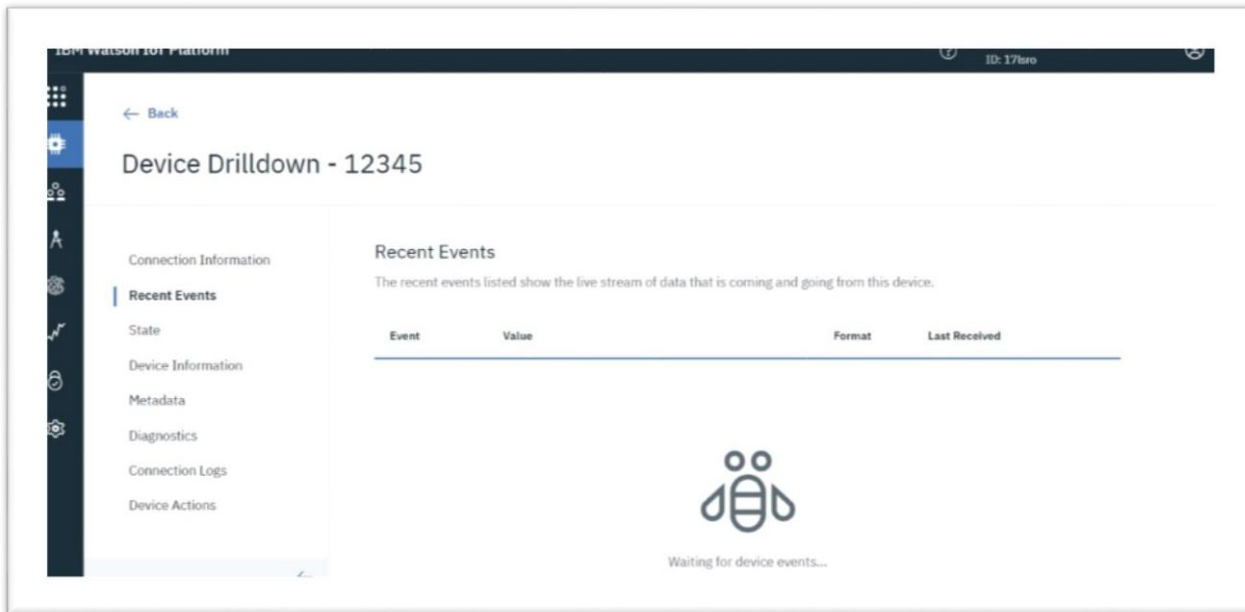 IBM Watson IoT Platform
ID: 17lsro
← Back
Device Drilldown - 12345
Connection Information
Recent Events
State
Device Information
Metadata
Diagnostics
Connection Logs
Device Actions
Recent Events
The recent events listed show the live stream of data that is coming and going from this device.
Event Value Format Last Received
Waiting for device events...